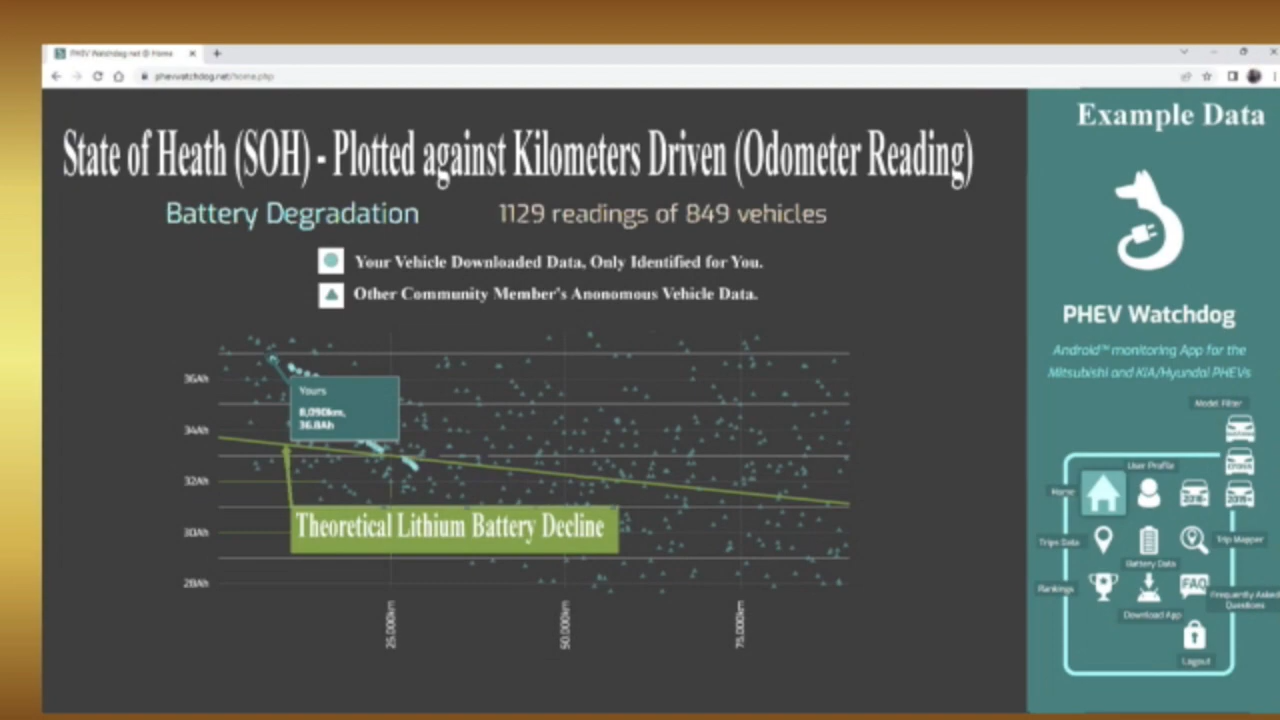 PHEV Watchdog.net @ Home
phevwatchdog.net/home.php
State of Heath (SOH) - Plotted against Kilometers Driven (Odometer Reading)
Battery Degradation
1129 readings of 849 vehicles
Your Vehicle Downloaded Data, Only Identified for You.
Other Community Member's Anonomous Vehicle Data.
36Ah
34Ah
32Ah
30Ah
28Ah
Yours
8,090km,
36.8Ah
Theoretical Lithium Battery Decline
25.000km
50.000km
75.000km
Example Data
PHEV Watchdog
Android™ monitoring App for the
Mitsubishi and KIA/Hyundai PHEVs
Model Filter
User Profile
Home
2018-
2019+
Trips Data
Trip Mapper
Battery Data
Rankings
FAQ
Frequently Asked
Questions
Download App
Logout